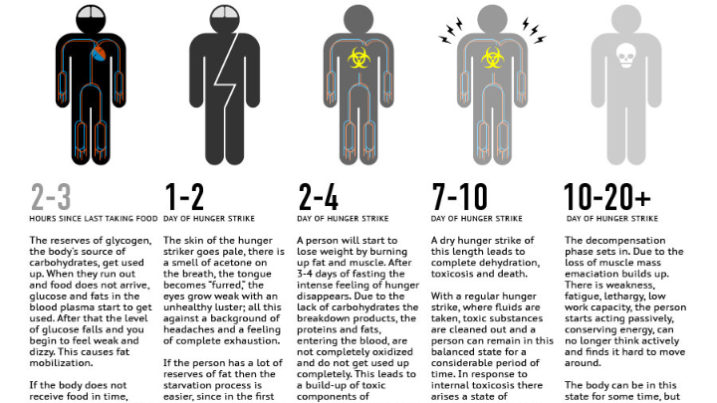 2-3
HOURS SINCE LAST TAKING FOOD
The reserves of glycogen,
the body's source of
carbohydrates, get used
up. When they run out
and food does not arrive,
glucose and fats in the
blood plasma start to get
used. After that the level
of glucose falls and you
begin to feel weak and
dizzy. This causes fat
mobilization.
If the body does not
receive food in time,
1-2
DAY OF HUNGER STRIKE
The skin of the hunger
striker goes pale, there is
a smell of acetone on
the breath, the tongue
becomes "furred," the
eyes grow weak with an
unhealthy luster; all this
against a background of
headaches and a feeling
of complete exhaustion.
If the person has a lot of
reserves of fat then the
starvation process is
easier, since in the first
2-4
DAY OF HUNGER STRIKE
A person will start to
lose weight by burning
up fat and muscle. After
3-4 days of fasting the
intense feeling of hunger
disappears. Due to the
lack of carbohydrates the
breakdown products, the
proteins and fats,
entering the blood, are
not completely oxidized
and do not get used up
completely. This leads to
a build-up of toxic
components of
7-10
DAY OF HUNGER STRIKE
A dry hunger strike of
this length leads to
complete dehydration,
toxicosis and death.
With a regular hunger
strike, where fluids are
taken, toxic substances
are cleaned out and a
person can remain in this
balanced state for a
considerable period of
time. In response to
internal toxicosis there
arises a state of
10-20+
DAY OF HUNGER STRIKE
The decompensation
phase sets in. Due to the
loss of muscle mass
emaciation builds up.
There is weakness,
fatigue, lethargy, low
work capacity, the person
starts acting passively,
conserving energy, can
no longer think actively
and finds it hard to move
around.
The body can be in this
state for some time, but